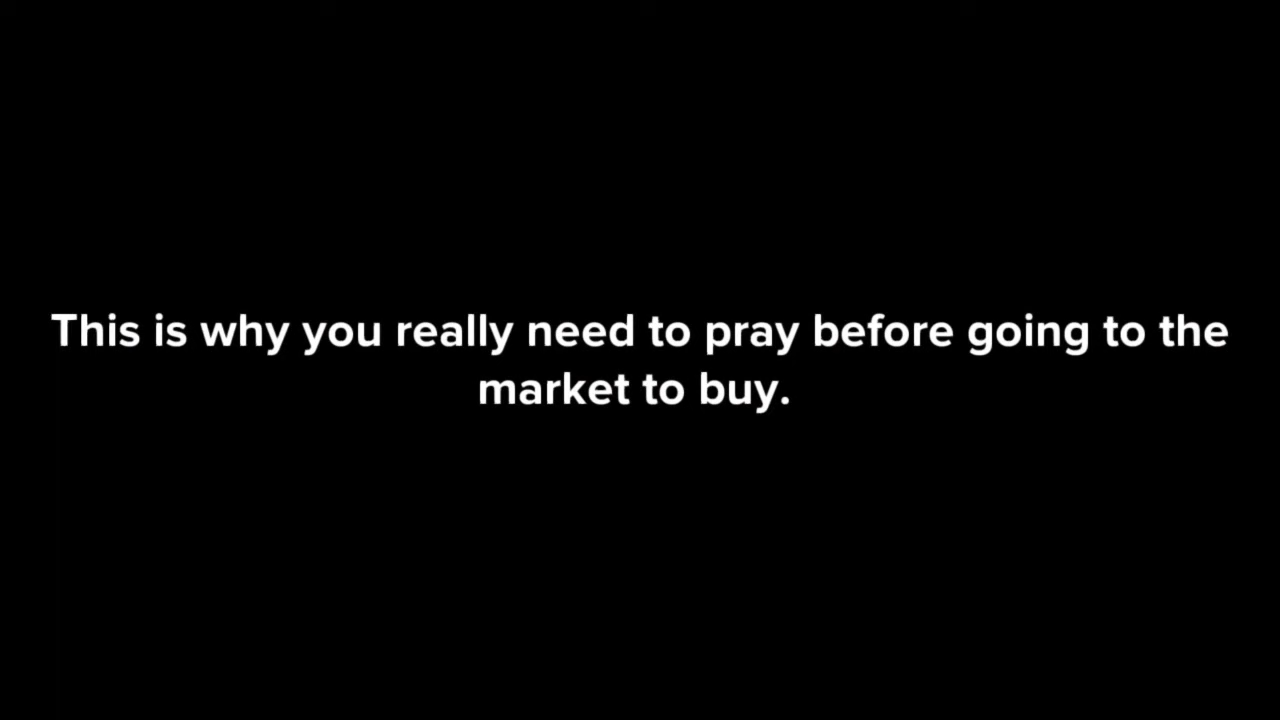 This is why you really need to pray before going to the
market to buy.